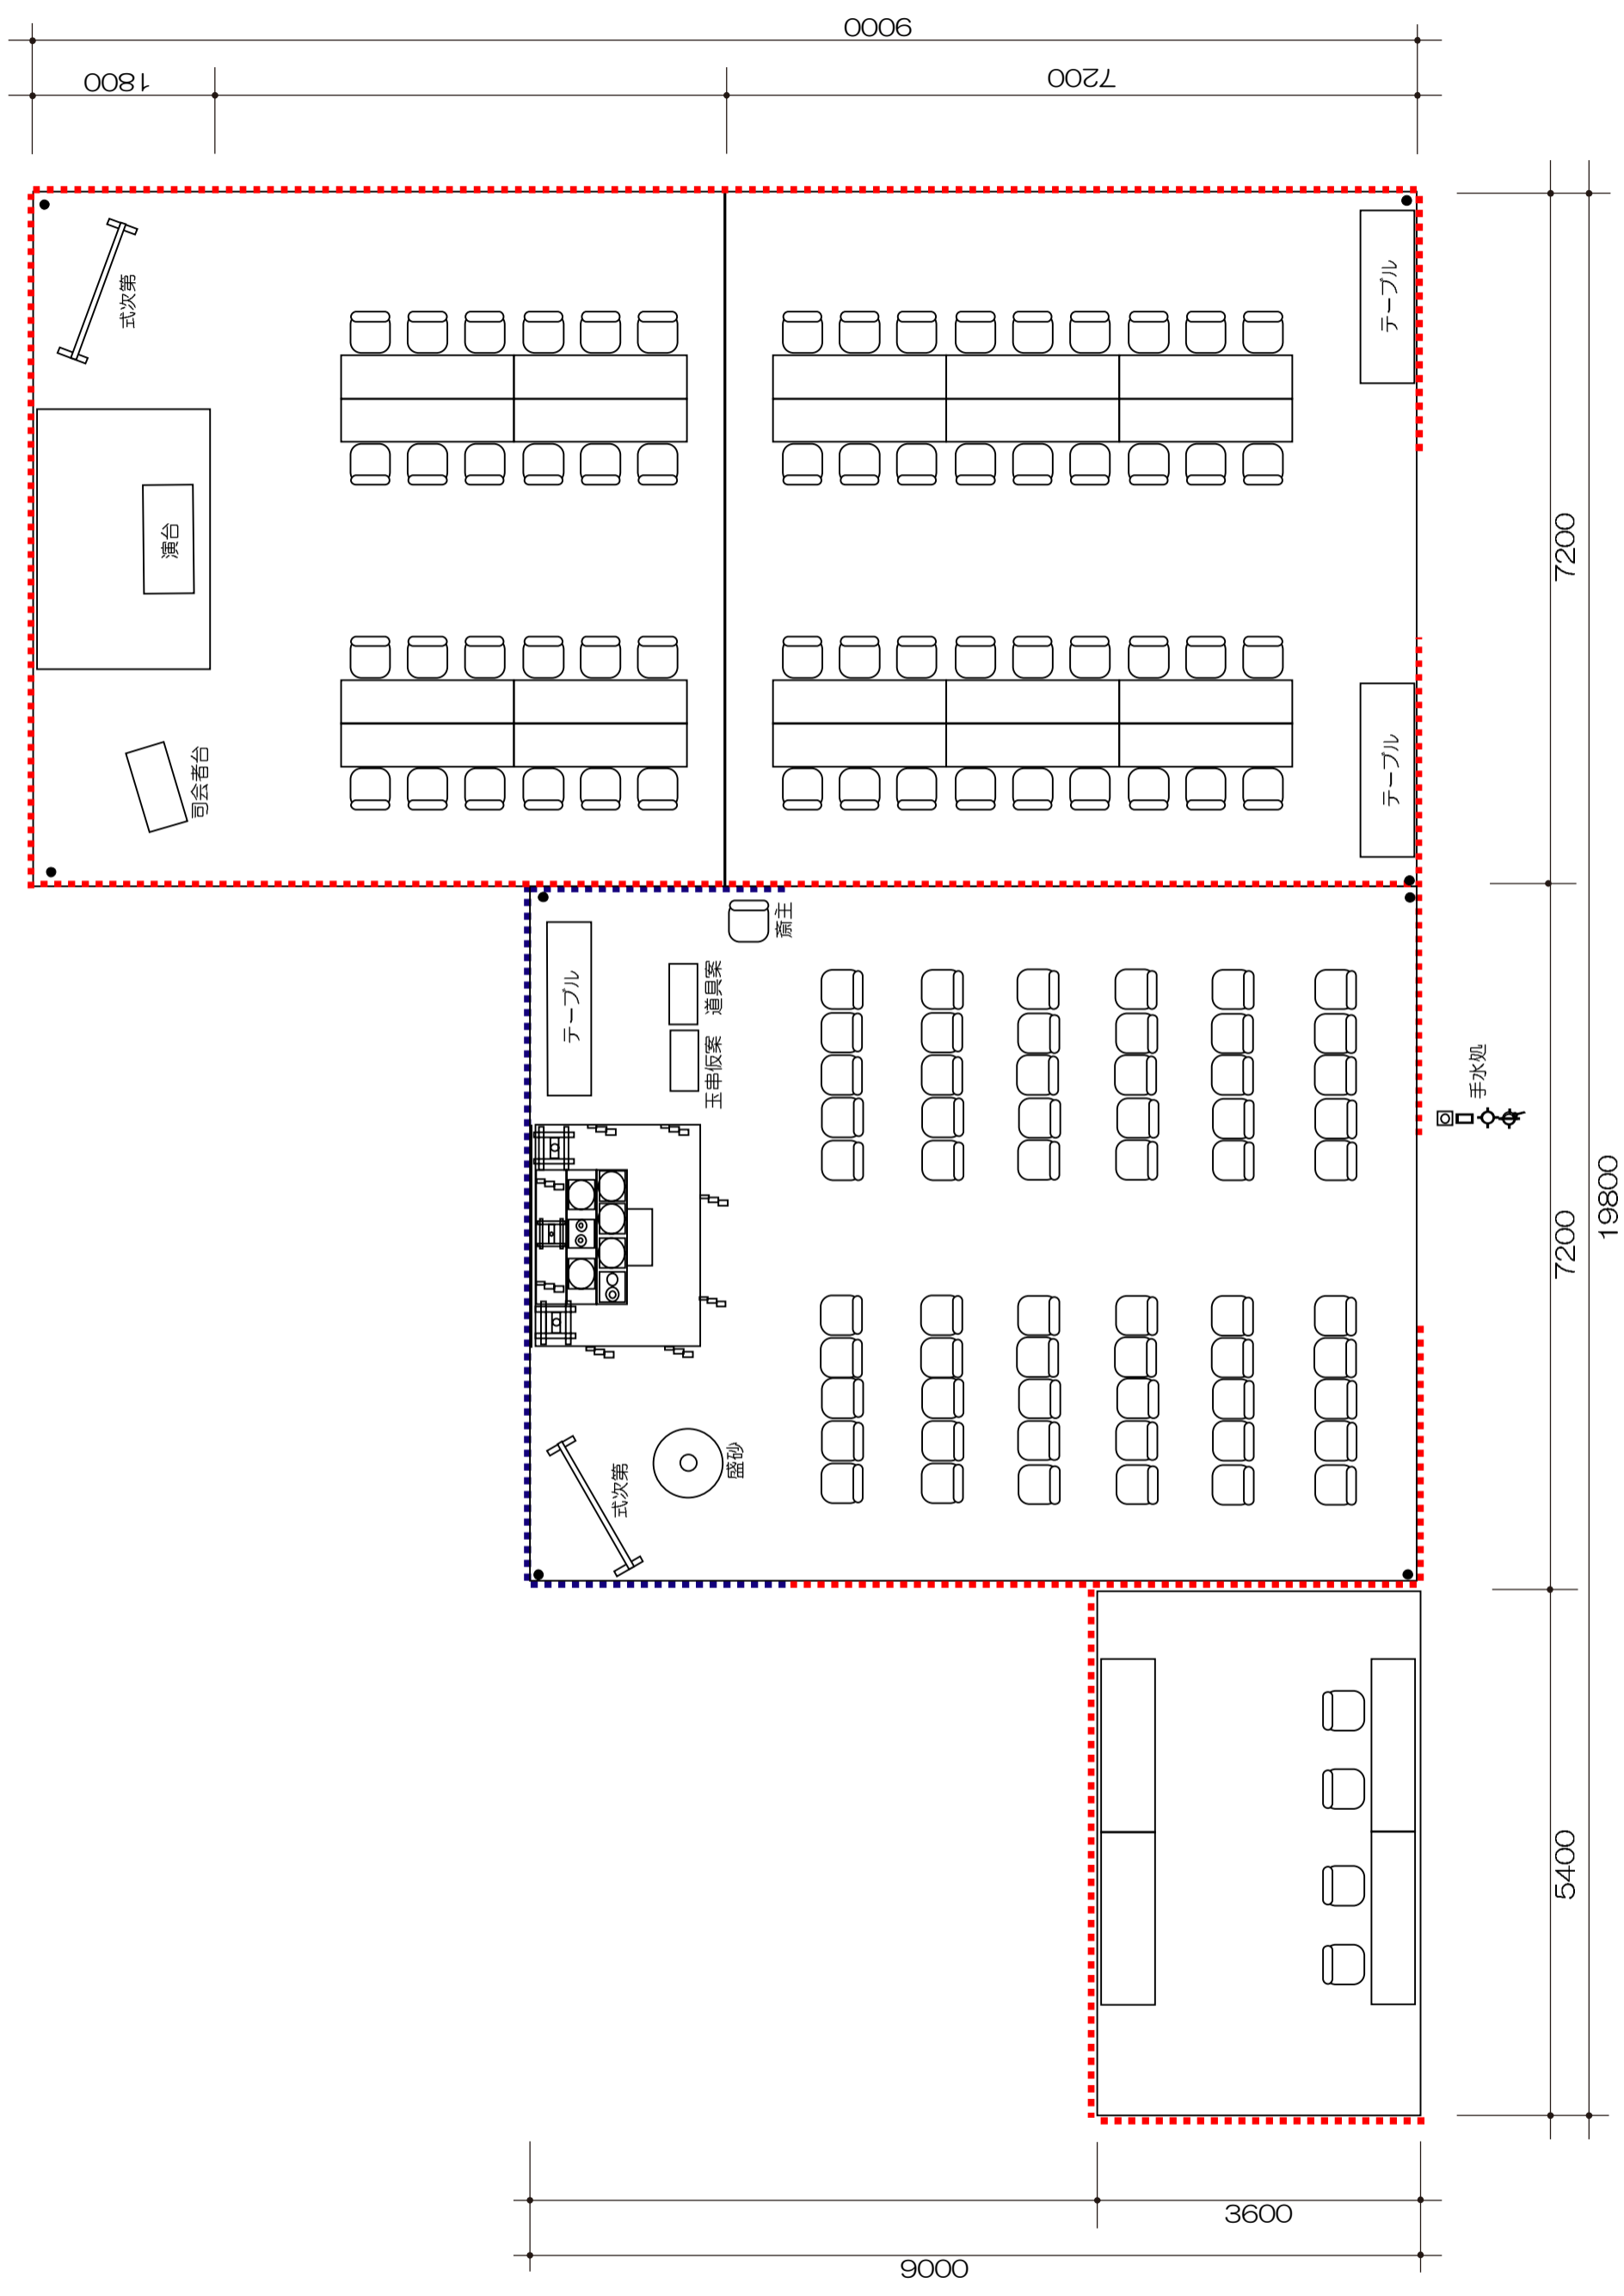 9000
1800
7200
式次第
テーブル
演台
7200
司会者台
テーブル
斎主
テーブル
道具案
玉串仮案
手水処
7200
19800
式次第
盛砂
5400
3600
9000